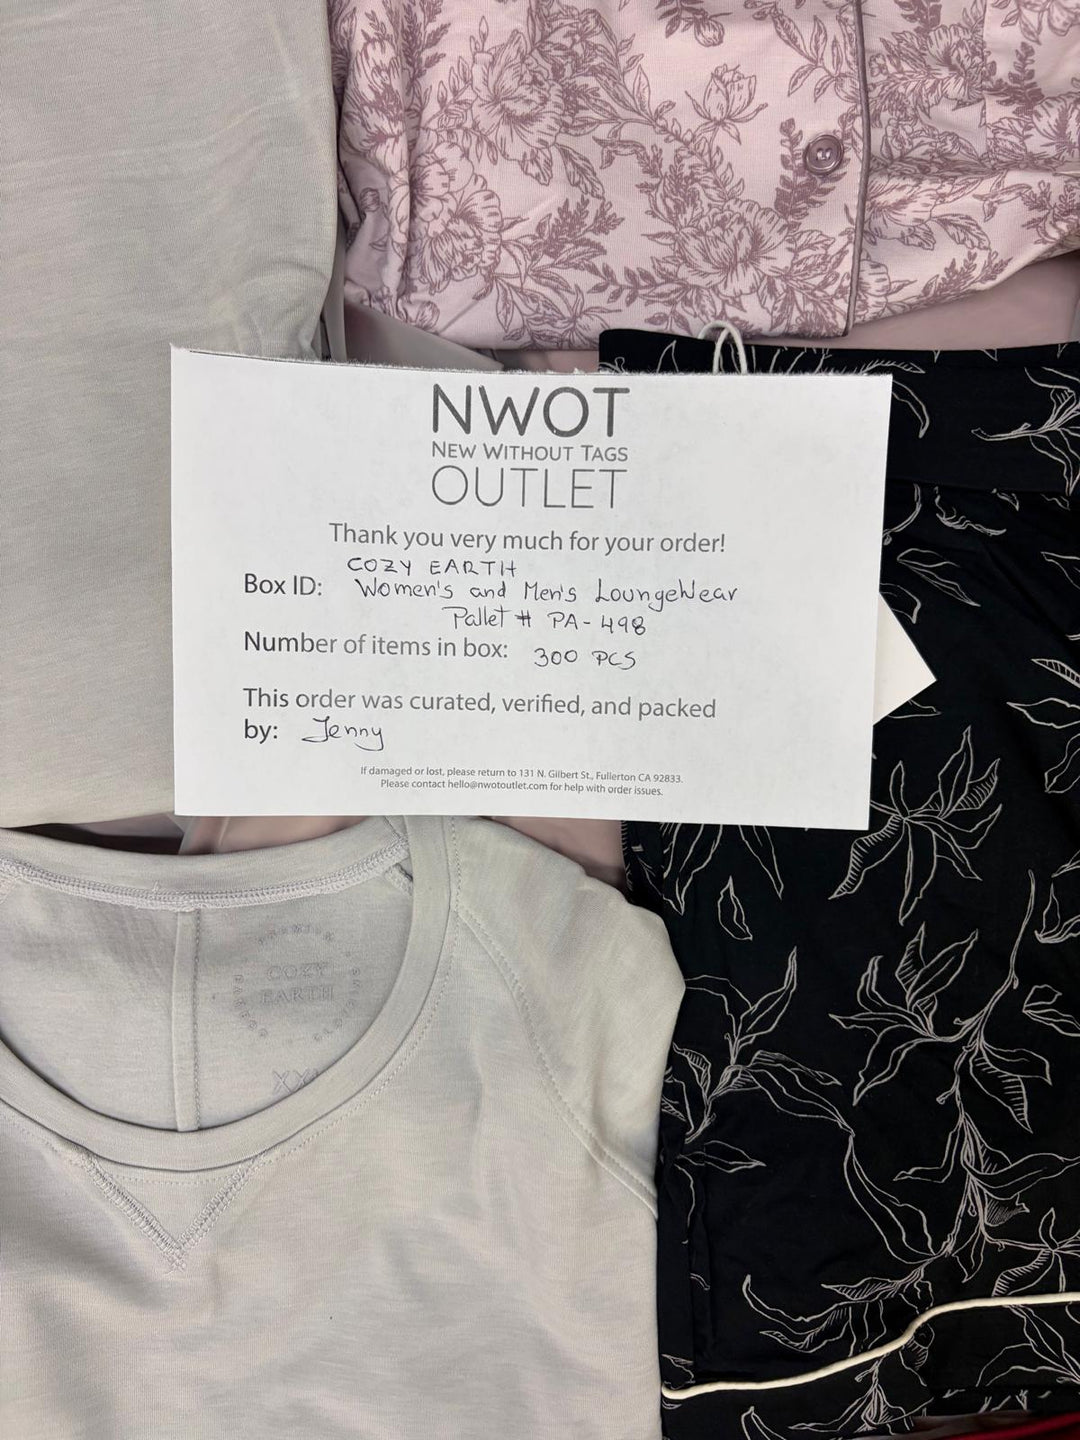 NWOT
NEW WITHOUT TAGS
OUTLET
Thank you very much for your order!
COZY EARTH
Box ID: Women's and Men's LoungeWear
Pallet # PA-498
Number of items in box: 300 PCS
This order was curated, verified, and packed
by: Jenny
If damaged or lost, please return to 131 N. Gilbert St., Fullerton CA 92833.
Please contact hello@nwotoutlet.com for help with order issues.
PREMIUM
COZY
EARTH